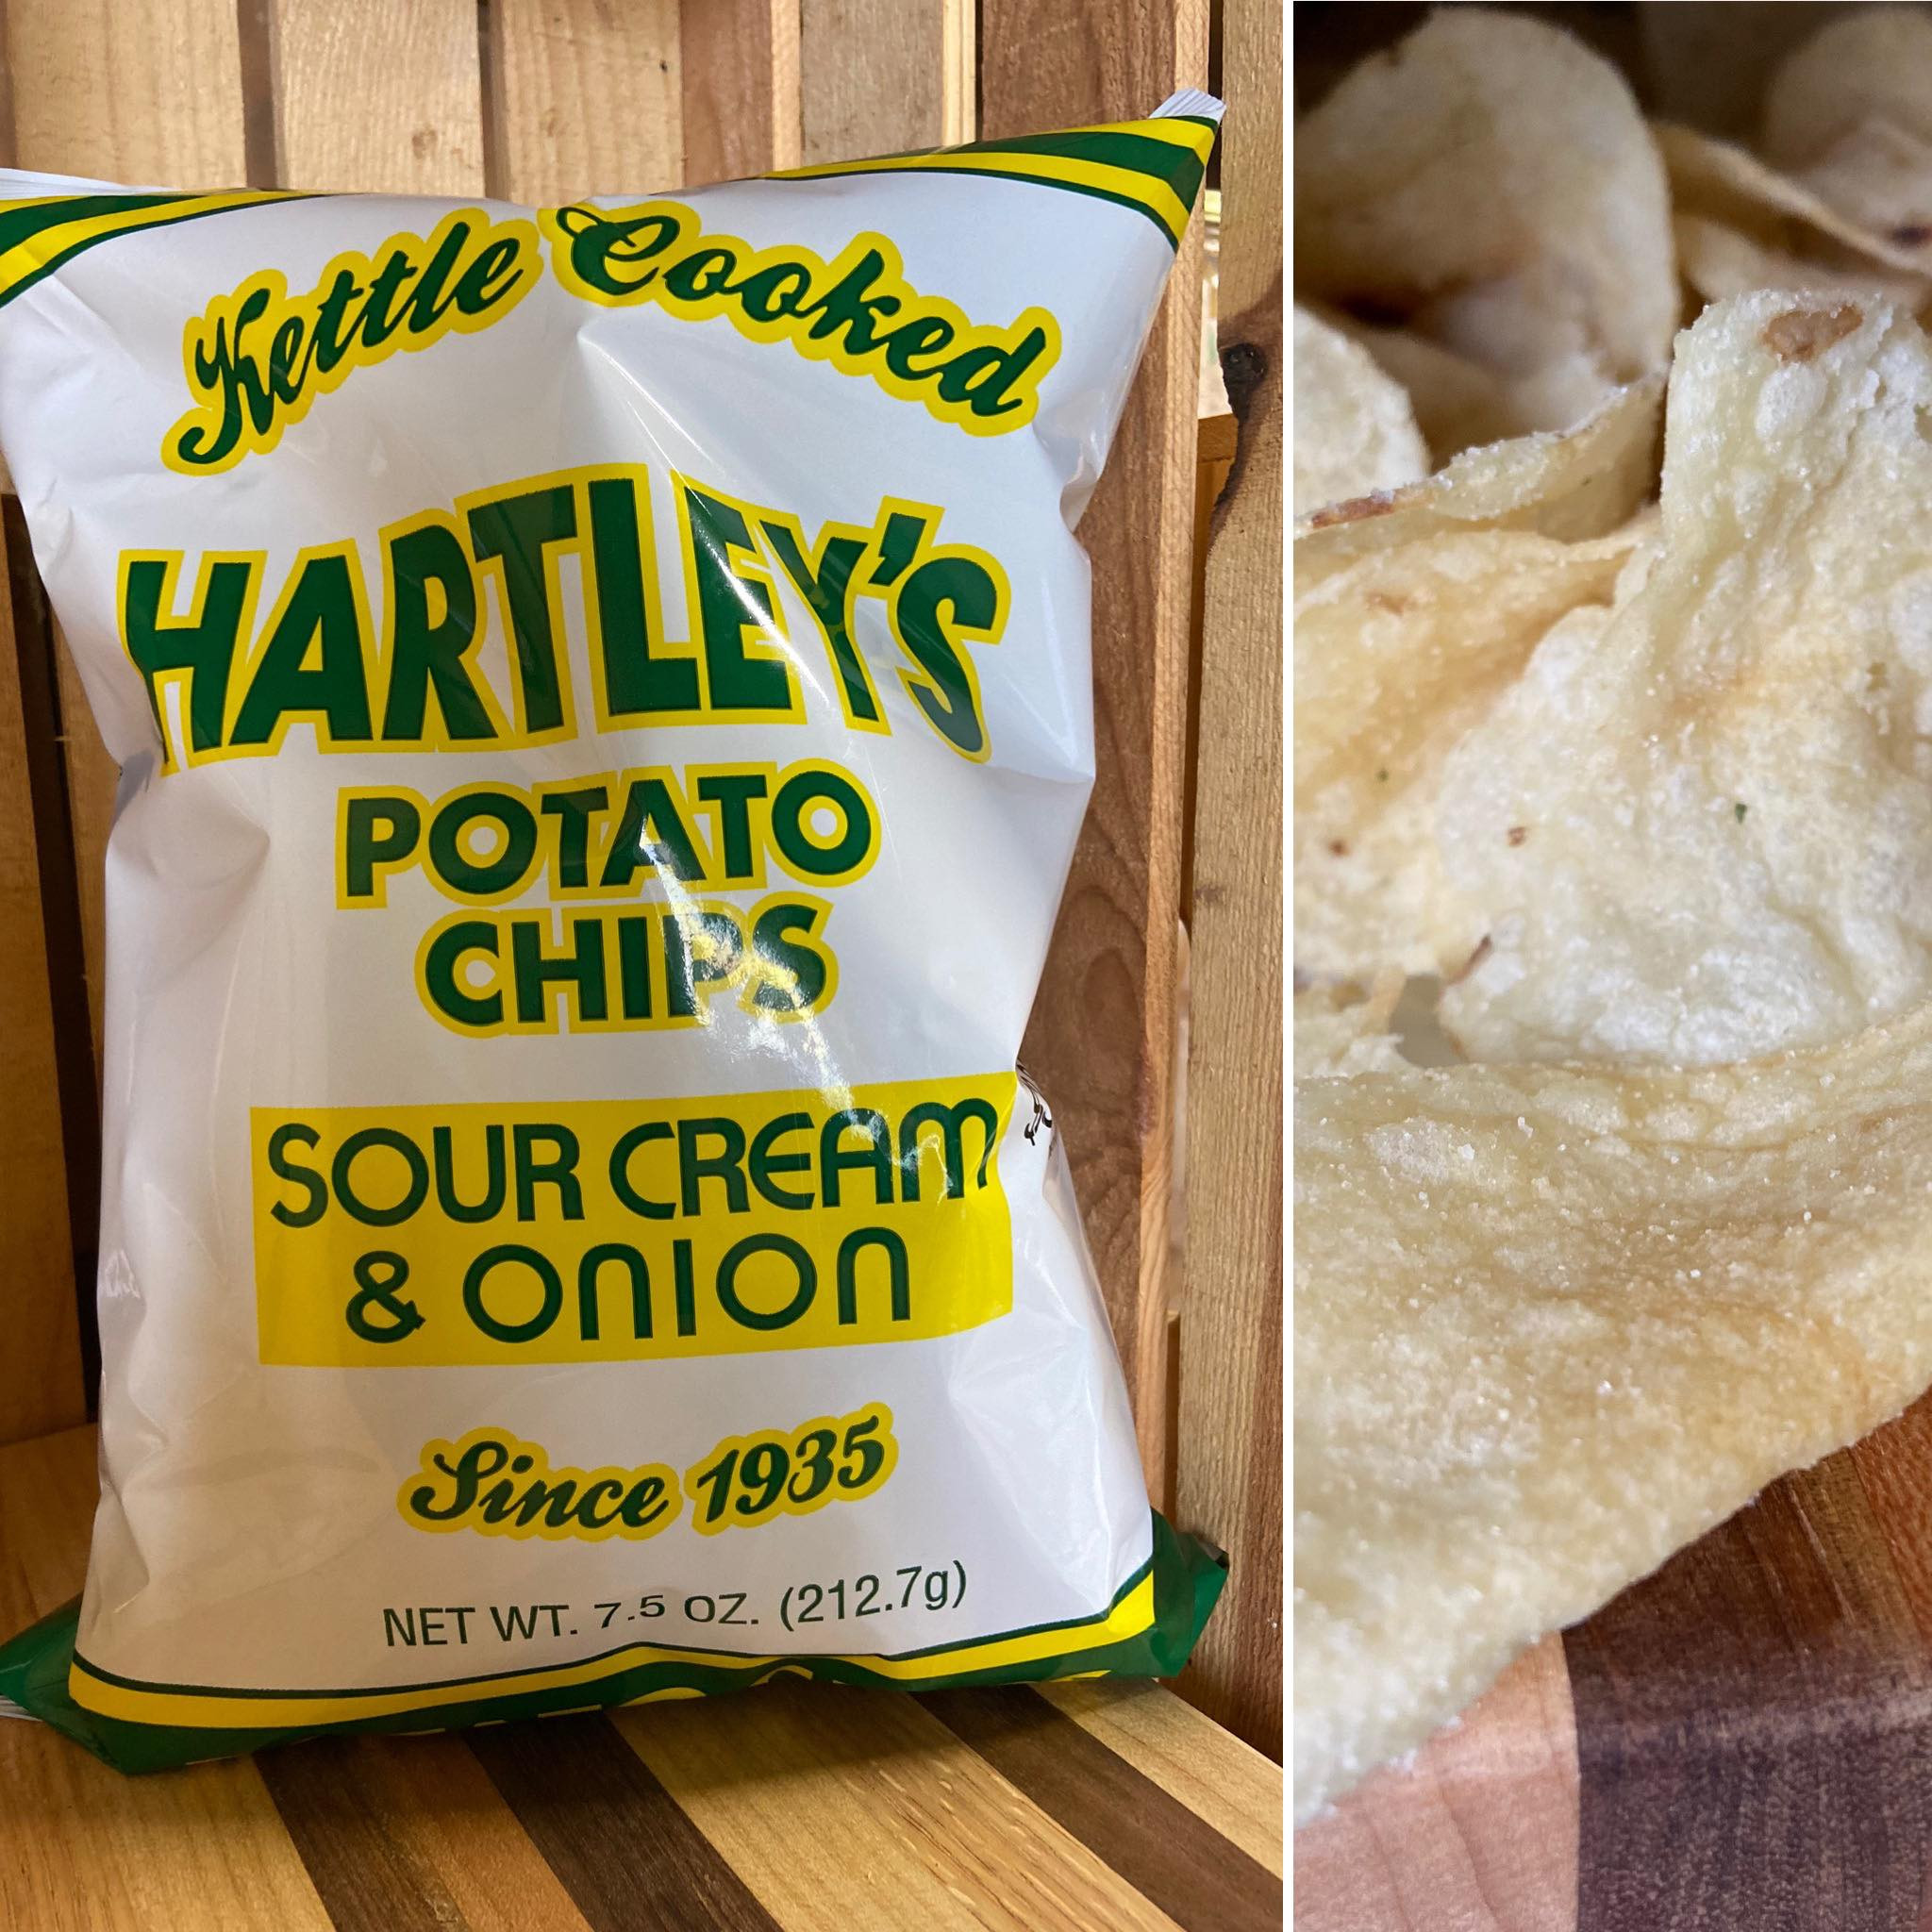 Kettle Cooked
HARTLEY'S
POTATO
CHIPS
SOUR CREAM
& ONION
Since 1935
NET WT. 7.5 OZ. (212.7g)